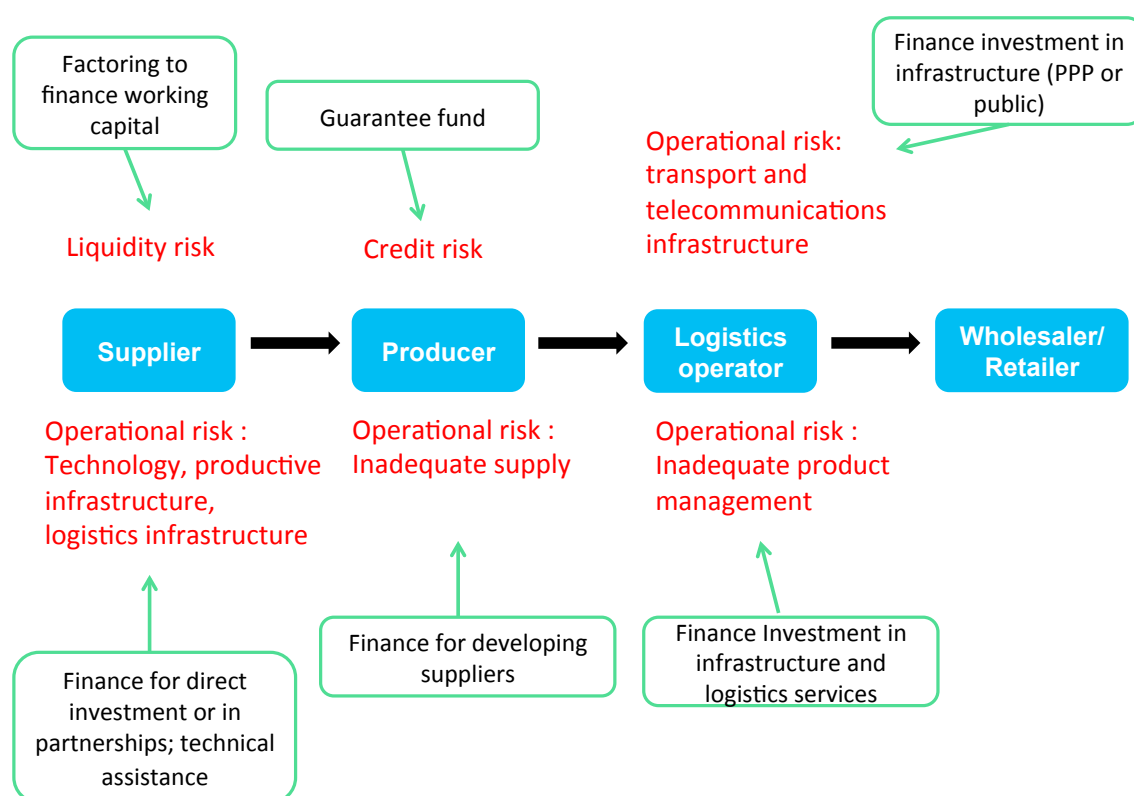 Factoring to
finance working
capital
Guarantee fund
Finance investment in
infrastructure (PPP or
public)
Operational risk:
transport and
telecommunications
infrastructure
Liquidity risk
Credit risk
Supplier
Producer
Logistics
operator
Wholesaler/
Retailer
Operational risk :
Technology, productive
infrastructure,
logistics infrastructure
Operational risk :
Inadequate supply
Operational risk :
Inadequate product
management
Finance for direct
investment or in
partnerships; technical
assistance
Finance for developing
suppliers
Finance Investment in
infrastructure and
logistics services